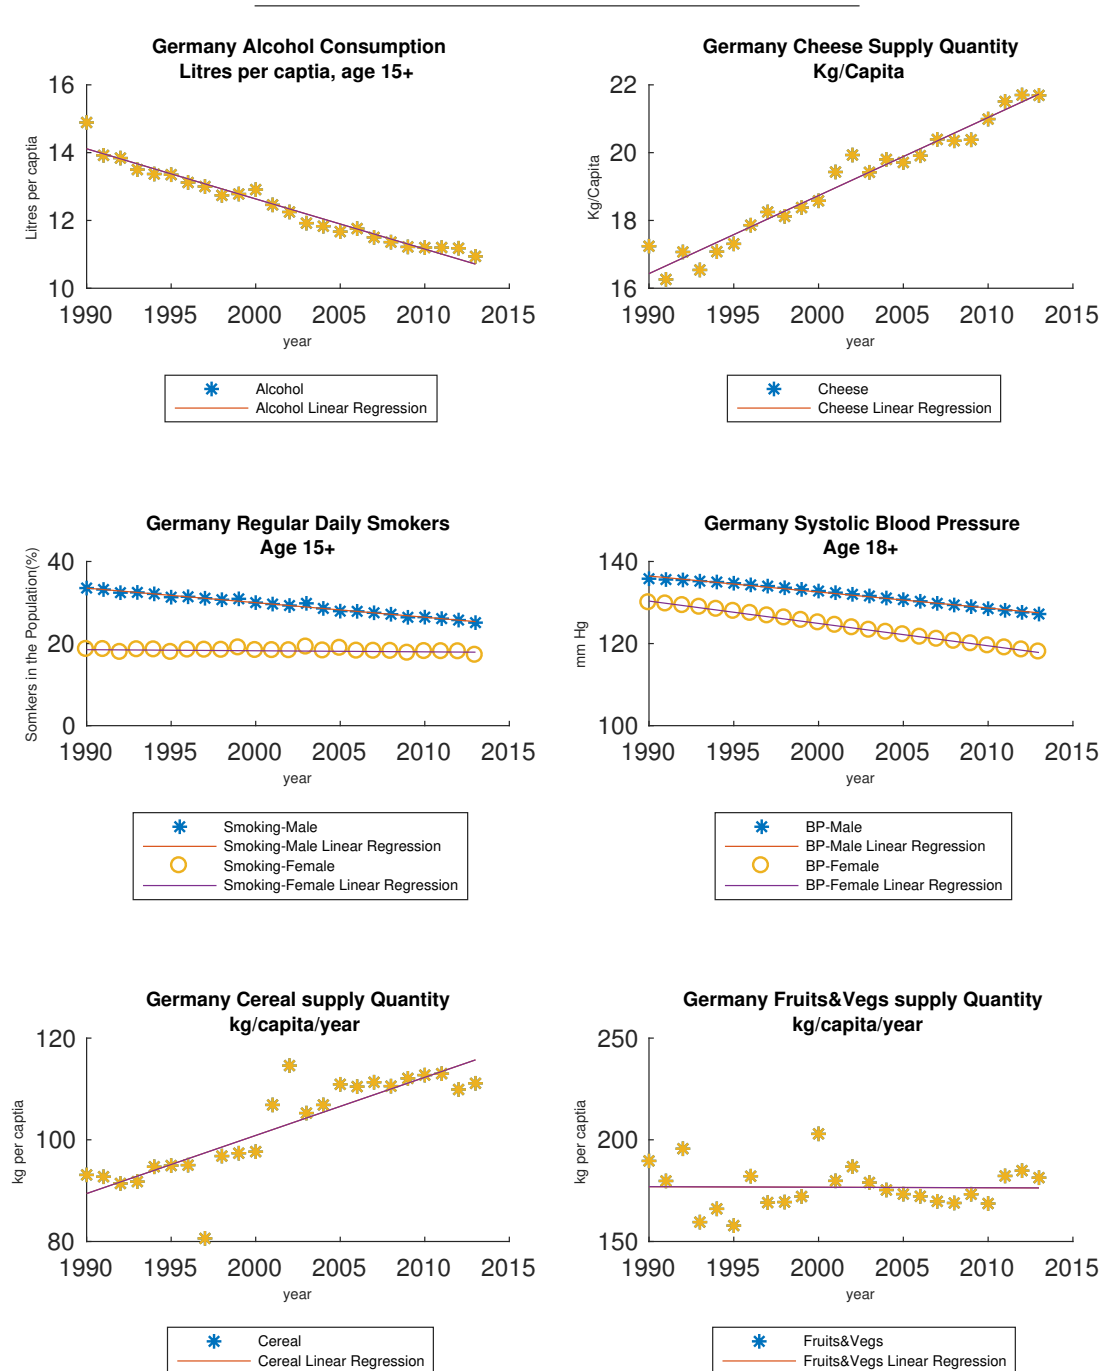 Germany Alcohol Consumption
Litres per captia, age 15+
16
14
12
10
Litres per captia
1990 1995 2000 2005 2010 2015
year
Alcohol
Alcohol Linear Regression
Germany Cheese Supply Quantity
Kg/Capita
22
20
18
16
Kg/Capita
1990 1995 2000 2005 2010 2015
year
Cheese
Cheese Linear Regression
Germany Regular Daily Smokers
Age 15+
40
20
0
Somkers in the Population(%)
1990 1995 2000 2005 2010 2015
year
Smoking-Male
Smoking-Male Linear Regression
Smoking-Female
Smoking-Female Linear Regression
Germany Systolic Blood Pressure
Age 18+
140
120
100
mm Hg
1990 1995 2000 2005 2010 2015
year
BP-Male
BP-Male Linear Regression
BP-Female
BP-Female Linear Regression
Germany Cereal supply Quantity
kg/capita/year
120
100
80
kg per captia
1990 1995 2000 2005 2010 2015
year
Cereal
Cereal Linear Regression
Germany Fruits&Vegs supply Quantity
kg/capita/year
250
200
150
kg per captia
1990 1995 2000 2005 2010 2015
year
Fruits&Vegs
Fruits&Vegs Linear Regression